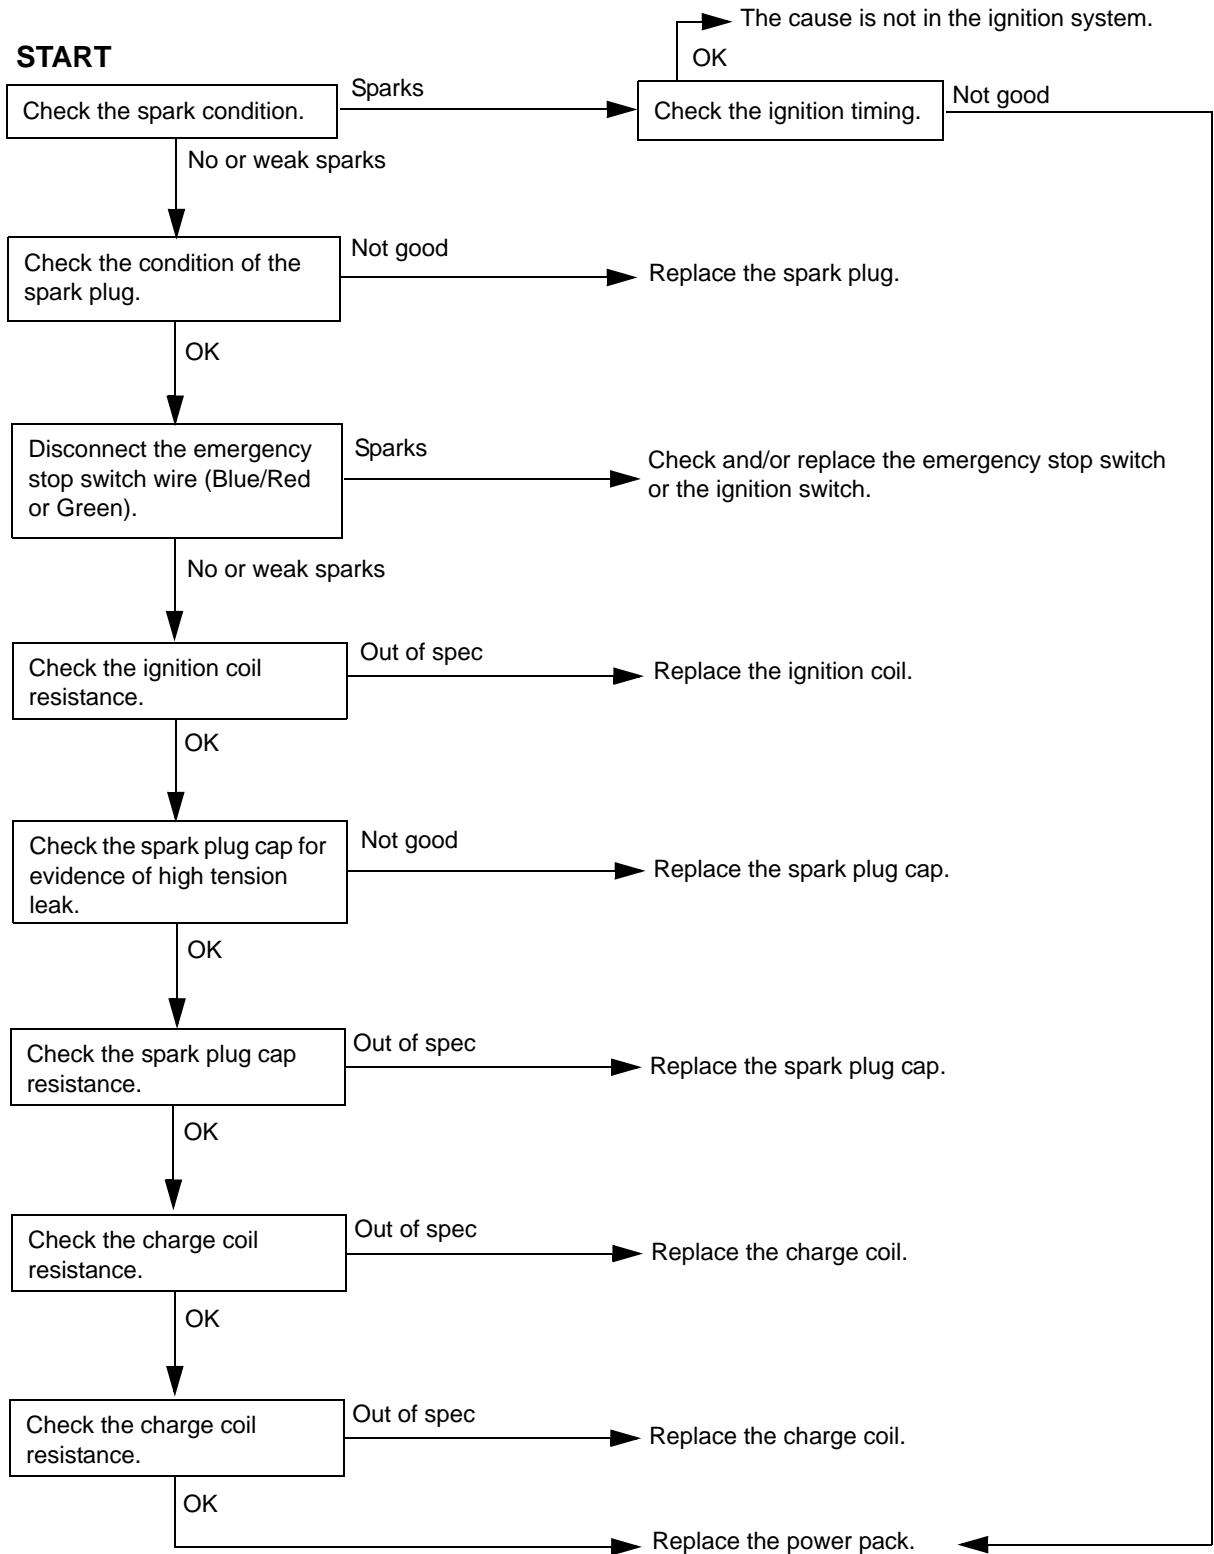 The cause is not in the ignition system.
START
OK
Sparks
Not good
Check the spark condition.
Check the ignition timing.
No or weak sparks
Not good
Check the condition of the
spark plug.
Replace the spark plug.
OK
Disconnect the emergency
stop switch wire (Blue/Red
or Green).
Sparks
Check and/or replace the emergency stop switch
or the ignition switch.
No or weak sparks
Check the ignition coil
resistance.
Out of spec
Replace the ignition coil.
OK
Check the spark plug cap for
evidence of high tension
leak.
Not good
Replace the spark plug cap.
OK
Check the spark plug cap
resistance.
Out of spec
Replace the spark plug cap.
OK
Check the charge coil
resistance.
Out of spec
Replace the charge coil.
OK
Check the charge coil
resistance.
Out of spec
Replace the charge coil.
OK
Replace the power pack.